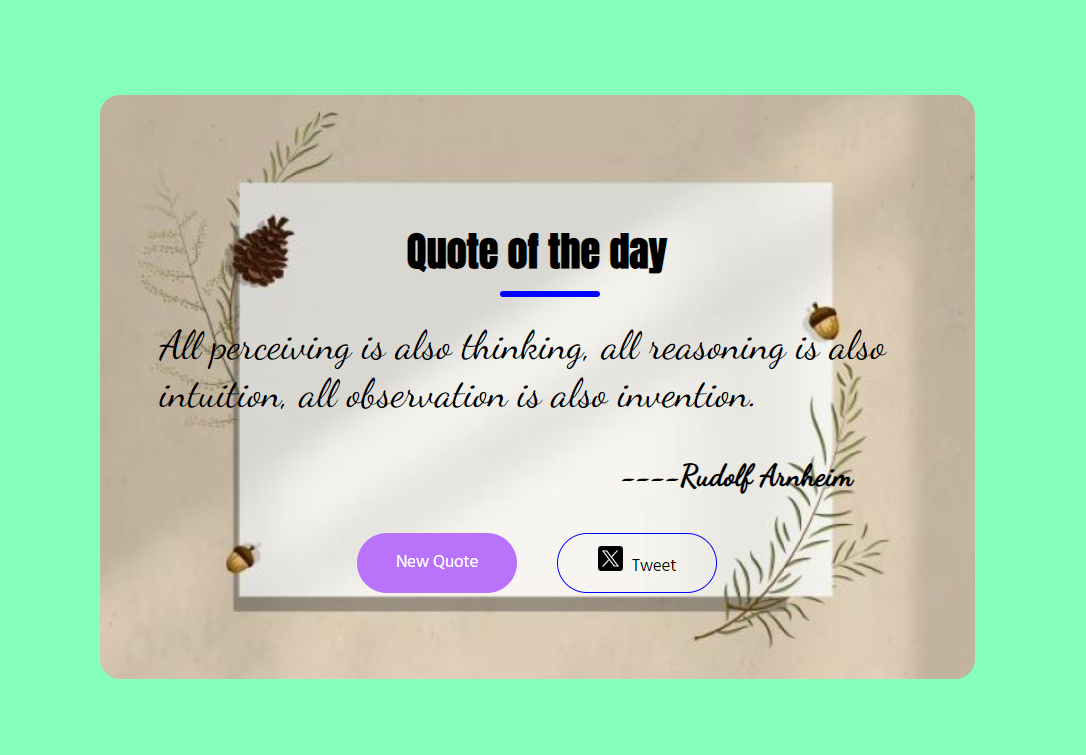 Quote of the day
All perceiving is also thinking, all reasoning is also
intuition, all observation is also invention.
----Rudolf Arnheim
New Quote
Tweet